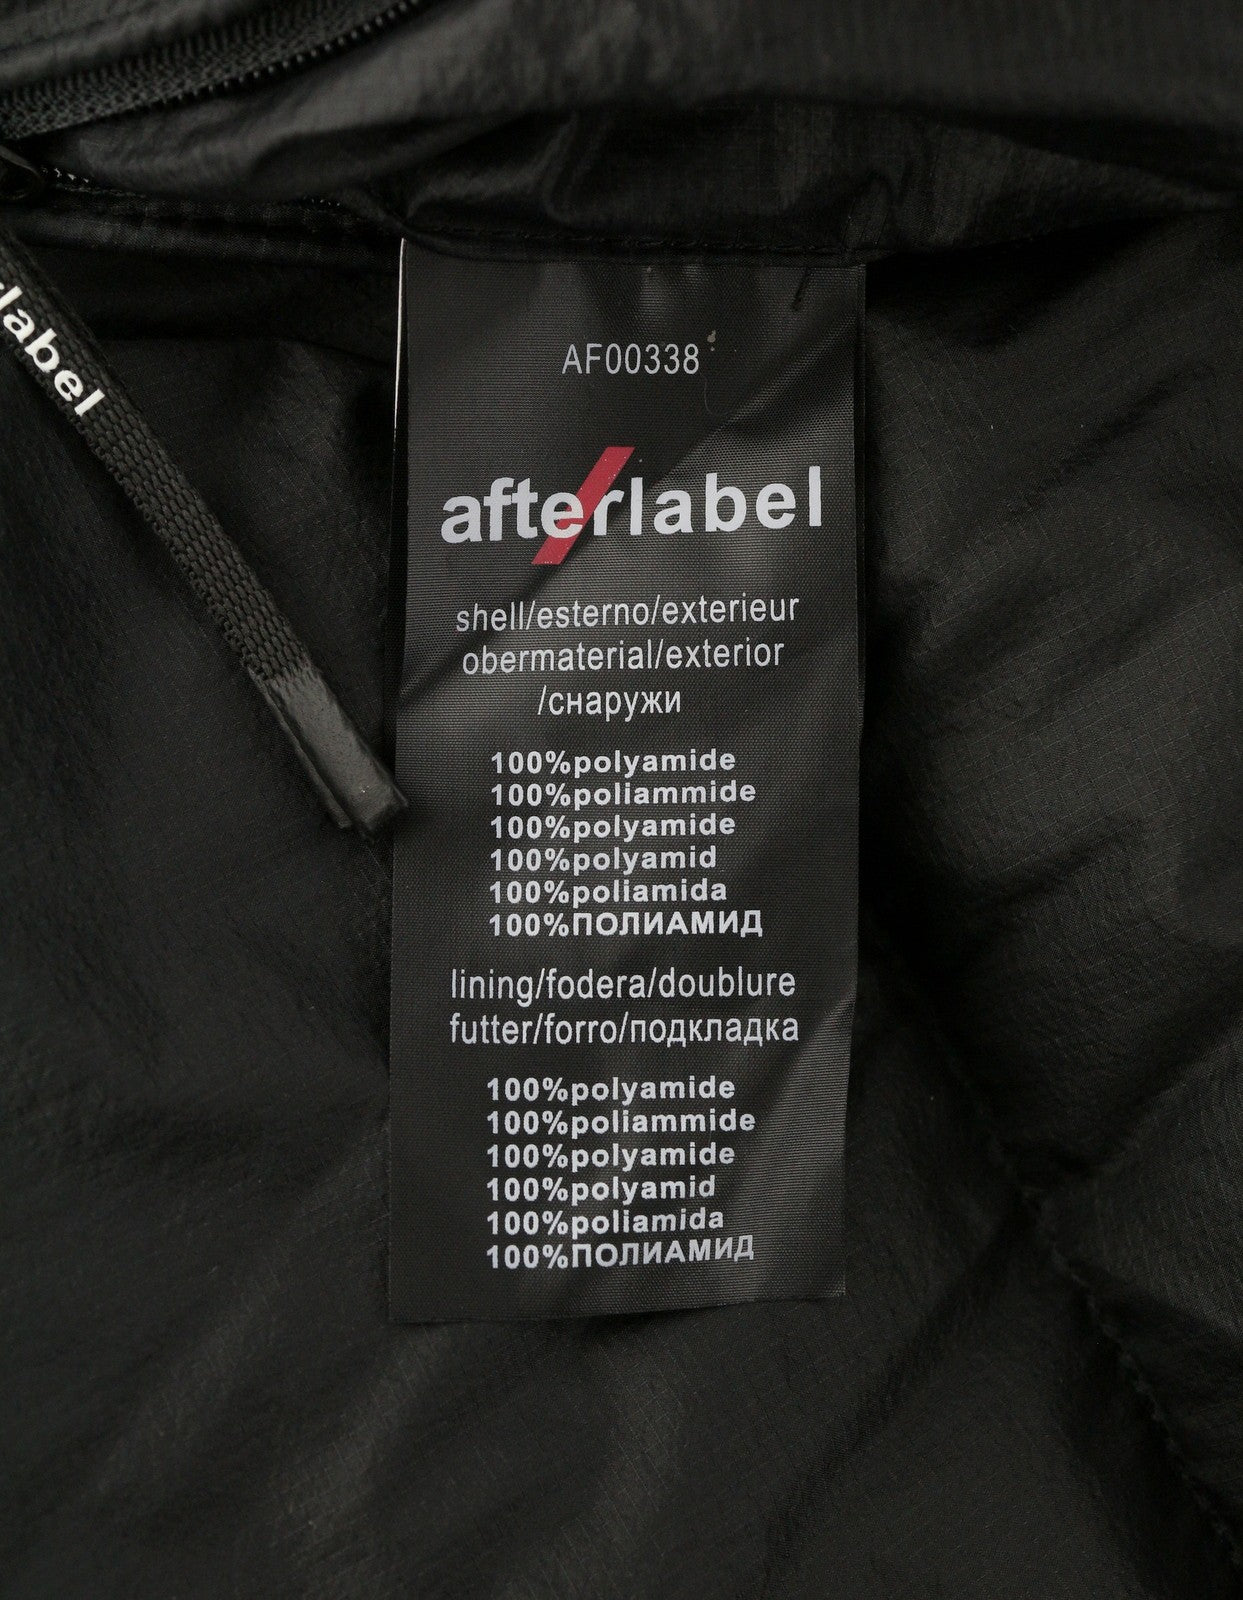 rlabel
AF00338
afterlabel
shell/esterno/exterieur
obermaterial/exterior
/снаружи
100%polyamide
100%poliammide
100%polyamide
100%polyamid
100%poliamida
100%ПОЛИАМИД
lining/fodera/doublure
futter/forro/подкладка
100%polyamide
100%poliammide
100%polyamide
100%polyamid
100%poliamida
100%ПОЛИАМИД